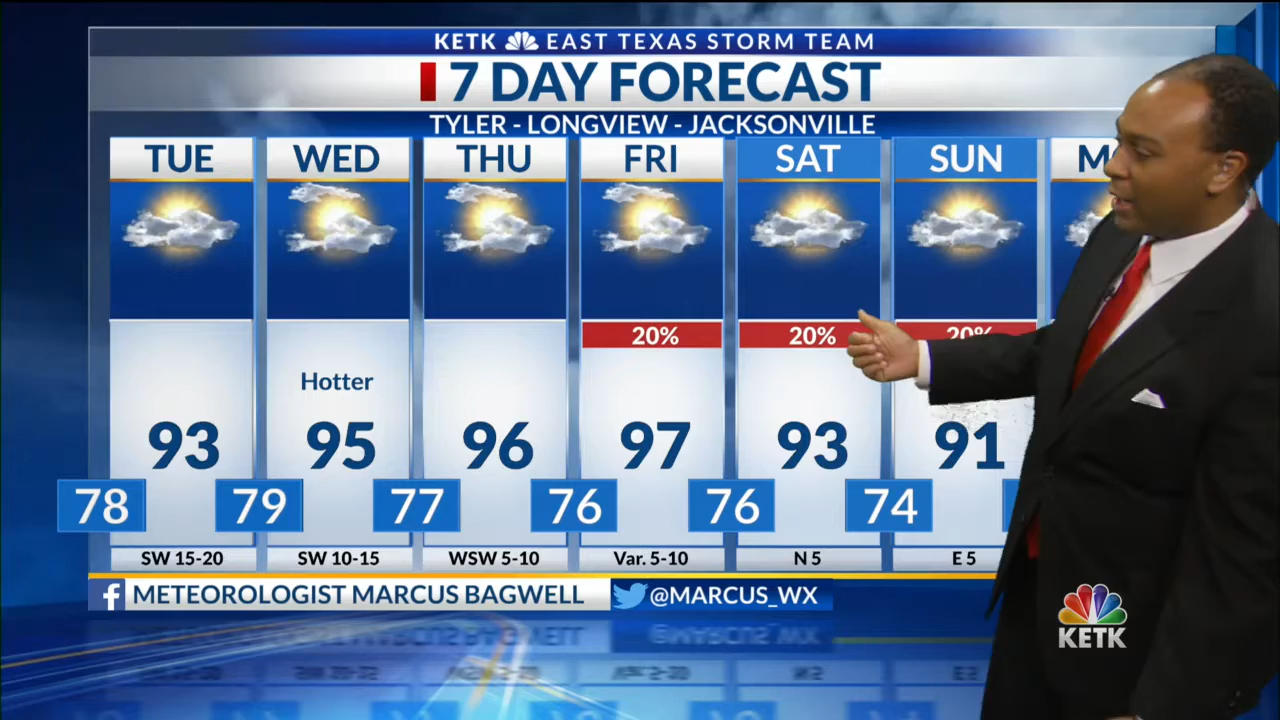 KETK EAST TEXAS STORM TEAM
7 DAY FORECAST
TYLER - LONGVIEW - JACKSONVILLE
TUE WED THU FRI SAT SUN M
20% 20% 20%
Hotter
93 95 96 97 93 91
78 79 77 76 76 74
SW 15-20 SW 10-15 WSW 5-10 Var. 5-10 N 5 E 5
METEOROLOGIST MARCUS BAGWELL @MARCUS_WX
KETK